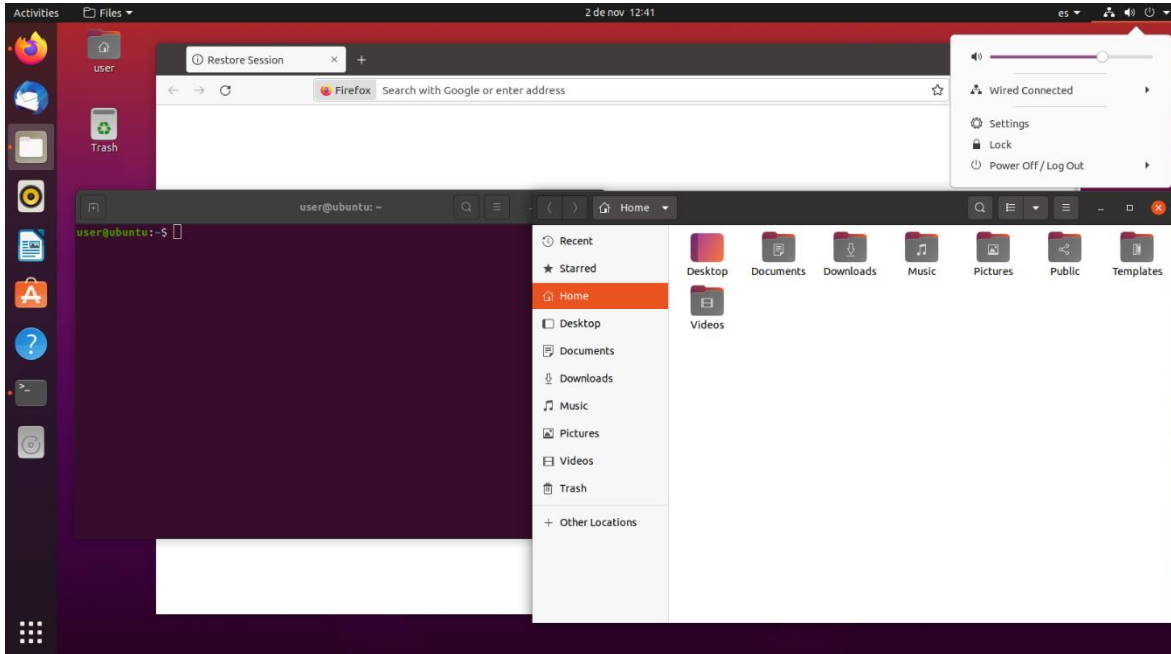 Activities Files 2 de nov 12:41 es
user
Trash
Restore Session
Firefox Search with Google or enter address
Wired Connected
Settings
Lock
Power Off / Log Out
user@ubuntu: ~
user@ubuntu:~$
Home
Recent
Starred
Home
Desktop
Documents
Downloads
Music
Pictures
Videos
Trash
+ Other Locations
Desktop Documents Downloads Music Pictures Public Templates
Videos